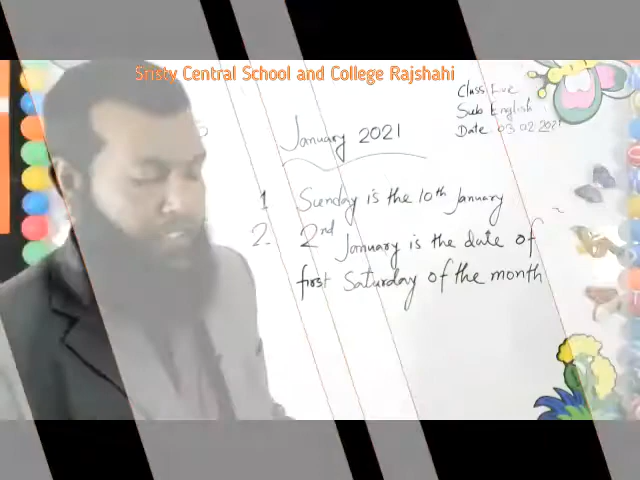 Sristy Central School and College Rajshahi
Class Five
Sub English
Date 03.02.2021
January 2021
1 Sunday is the 10th January
2. 2nd January is the date of
first Saturday of the month